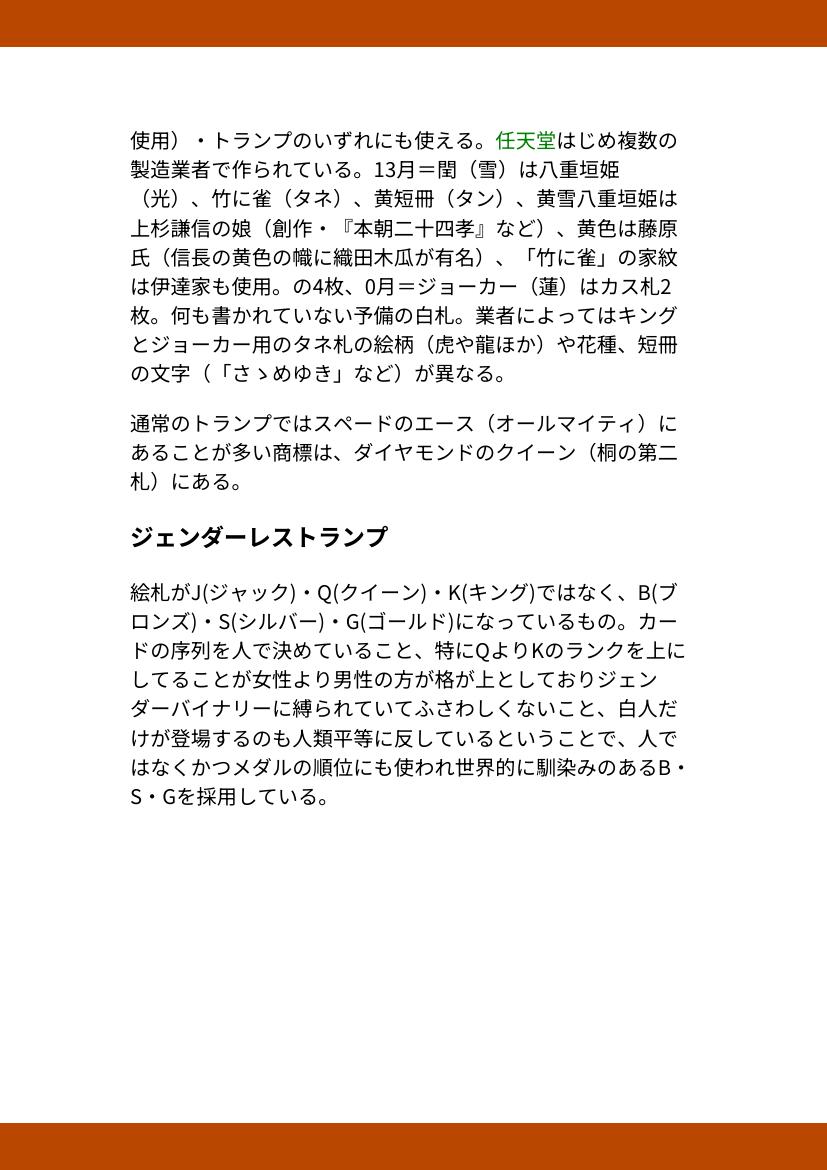 使用）・トランプのいずれにも使える。任天堂はじめ複数の
製造業者で作られている。13月＝閏（雪）は八重垣姫
（光）、竹に雀（タネ）、黄短冊（タン）、黄雪八重垣姫は
上杉謙信の娘（創作・『本朝二十四孝』など）、黄色は藤原
氏（信長の黄色の幟に織田木瓜が有名）、「竹に雀」の家紋
は伊達家も使用。の4枚、0月＝ジョーカー（蓮）はカス札2
枚。何も書かれていない予備の白札。業者によってはキング
とジョーカー用のタネ札の絵柄（虎や龍ほか）や花種、短冊
の文字（「さゝめゆき」など）が異なる。
通常のトランプではスペードのエース（オールマイティ）に
あることが多い商標は、ダイヤモンドのクイーン（桐の第二
札）にある。
ジェンダーレストランプ
絵札がJ(ジャック)・Q(クイーン)・K(キング)ではなく、B(ブ
ロンズ)・S(シルバー)・G(ゴールド)になっているもの。カー
ドの序列を人で決めていること、特にQよりKのランクを上に
してることが女性より男性の方が格が上としておりジェン
ダーバイナリーに縛られていてふさわしくないこと、白人だ
けが登場するのも人類平等に反しているということで、人で
はなくかつメダルの順位にも使われ世界的に馴染みのあるB・
S・Gを採用している。